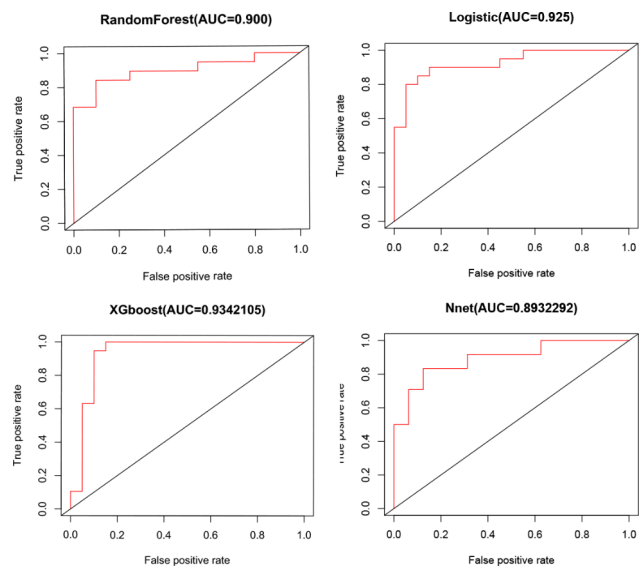 RandomForest(AUC=0.900)
True positive rate
1.0
0.8
0.6
0.4
0.2
0.0
0.0 0.2 0.4 0.6 0.8 1.0
False positive rate
Logistic(AUC=0.925)
True positive rate
1.0
0.8
0.6
0.4
0.2
0.0
0.0 0.2 0.4 0.6 0.8 1.0
False positive rate
XGboost(AUC=0.9342105)
True positive rate
1.0
0.8
0.6
0.4
0.2
0.0
0.0 0.2 0.4 0.6 0.8 1.0
False positive rate
Nnet(AUC=0.8932292)
True positive rate
1.0
0.8
0.6
0.4
0.2
0.0
0.0 0.2 0.4 0.6 0.8 1.0
False positive rate